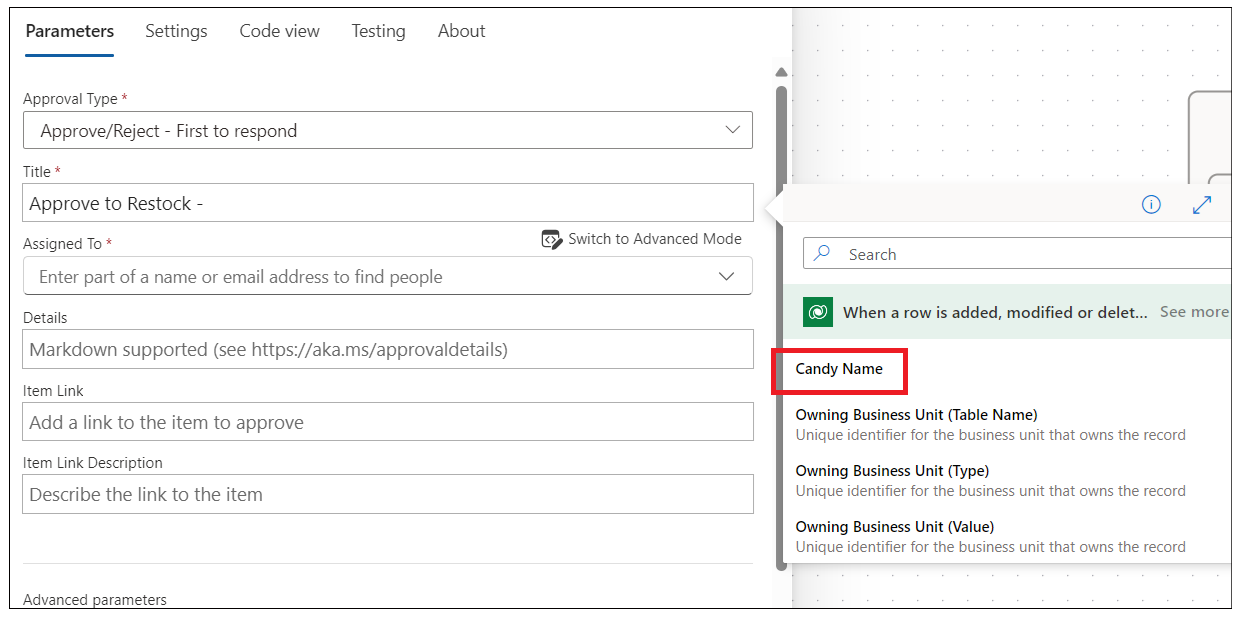 Parameters Settings Code view Testing About
Approval Type *
Approve/Reject - First to respond
Title *
Approve to Restock -
Assigned To *
Switch to Advanced Mode
Enter part of a name or email address to find people
Details
Markdown supported (see https://aka.ms/approvaldetails)
Item Link
Add a link to the item to approve
Item Link Description
Describe the link to the item
Advanced parameters
Search
When a row is added, modified or delet... See more
Candy Name
Owning Business Unit (Table Name)
Unique identifier for the business unit that owns the record
Owning Business Unit (Type)
Unique identifier for the business unit that owns the record
Owning Business Unit (Value)
Unique identifier for the business unit that owns the record